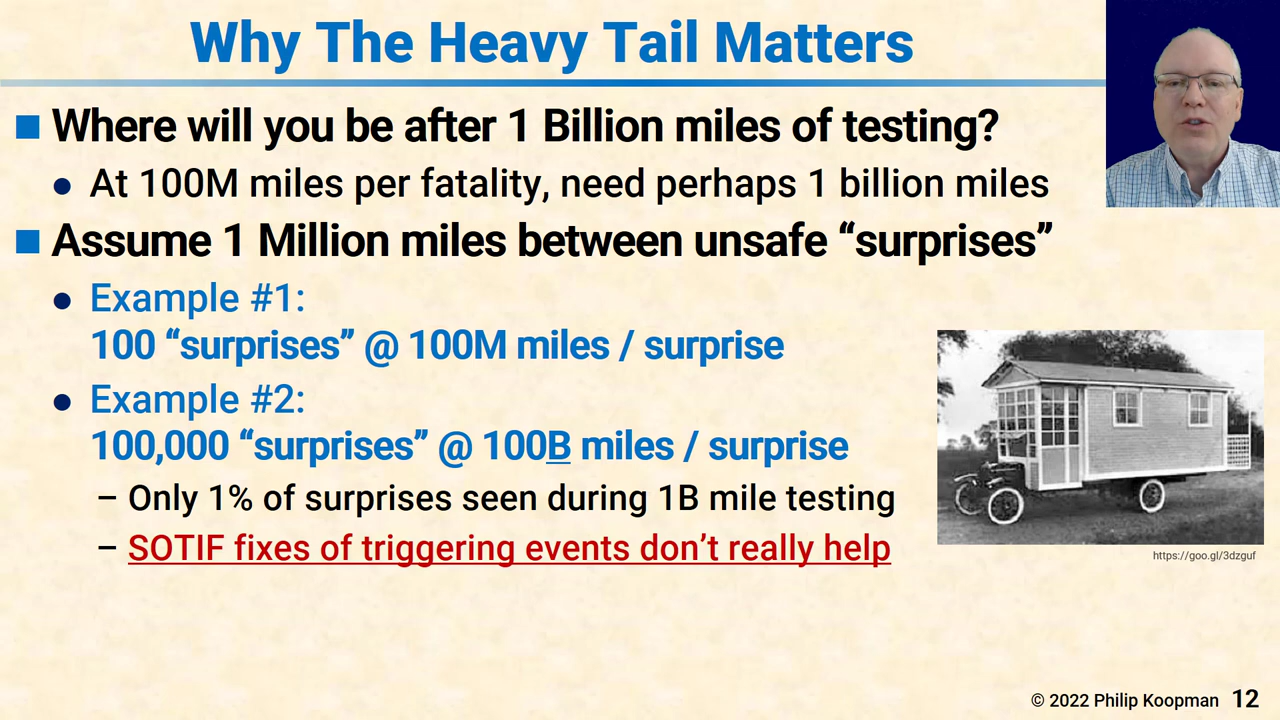 Why The Heavy Tail Matters
Where will you be after 1 Billion miles of testing?
At 100M miles per fatality, need perhaps 1 billion miles
Assume 1 Million miles between unsafe “surprises”
Example #1:
100 “surprises” @ 100M miles / surprise
Example #2:
100,000 “surprises” @ 100B miles / surprise
– Only 1% of surprises seen during 1B mile testing
– SOTIF fixes of triggering events don’t really help
https://goo.gl/3dzguf
© 2022 Philip Koopman 12